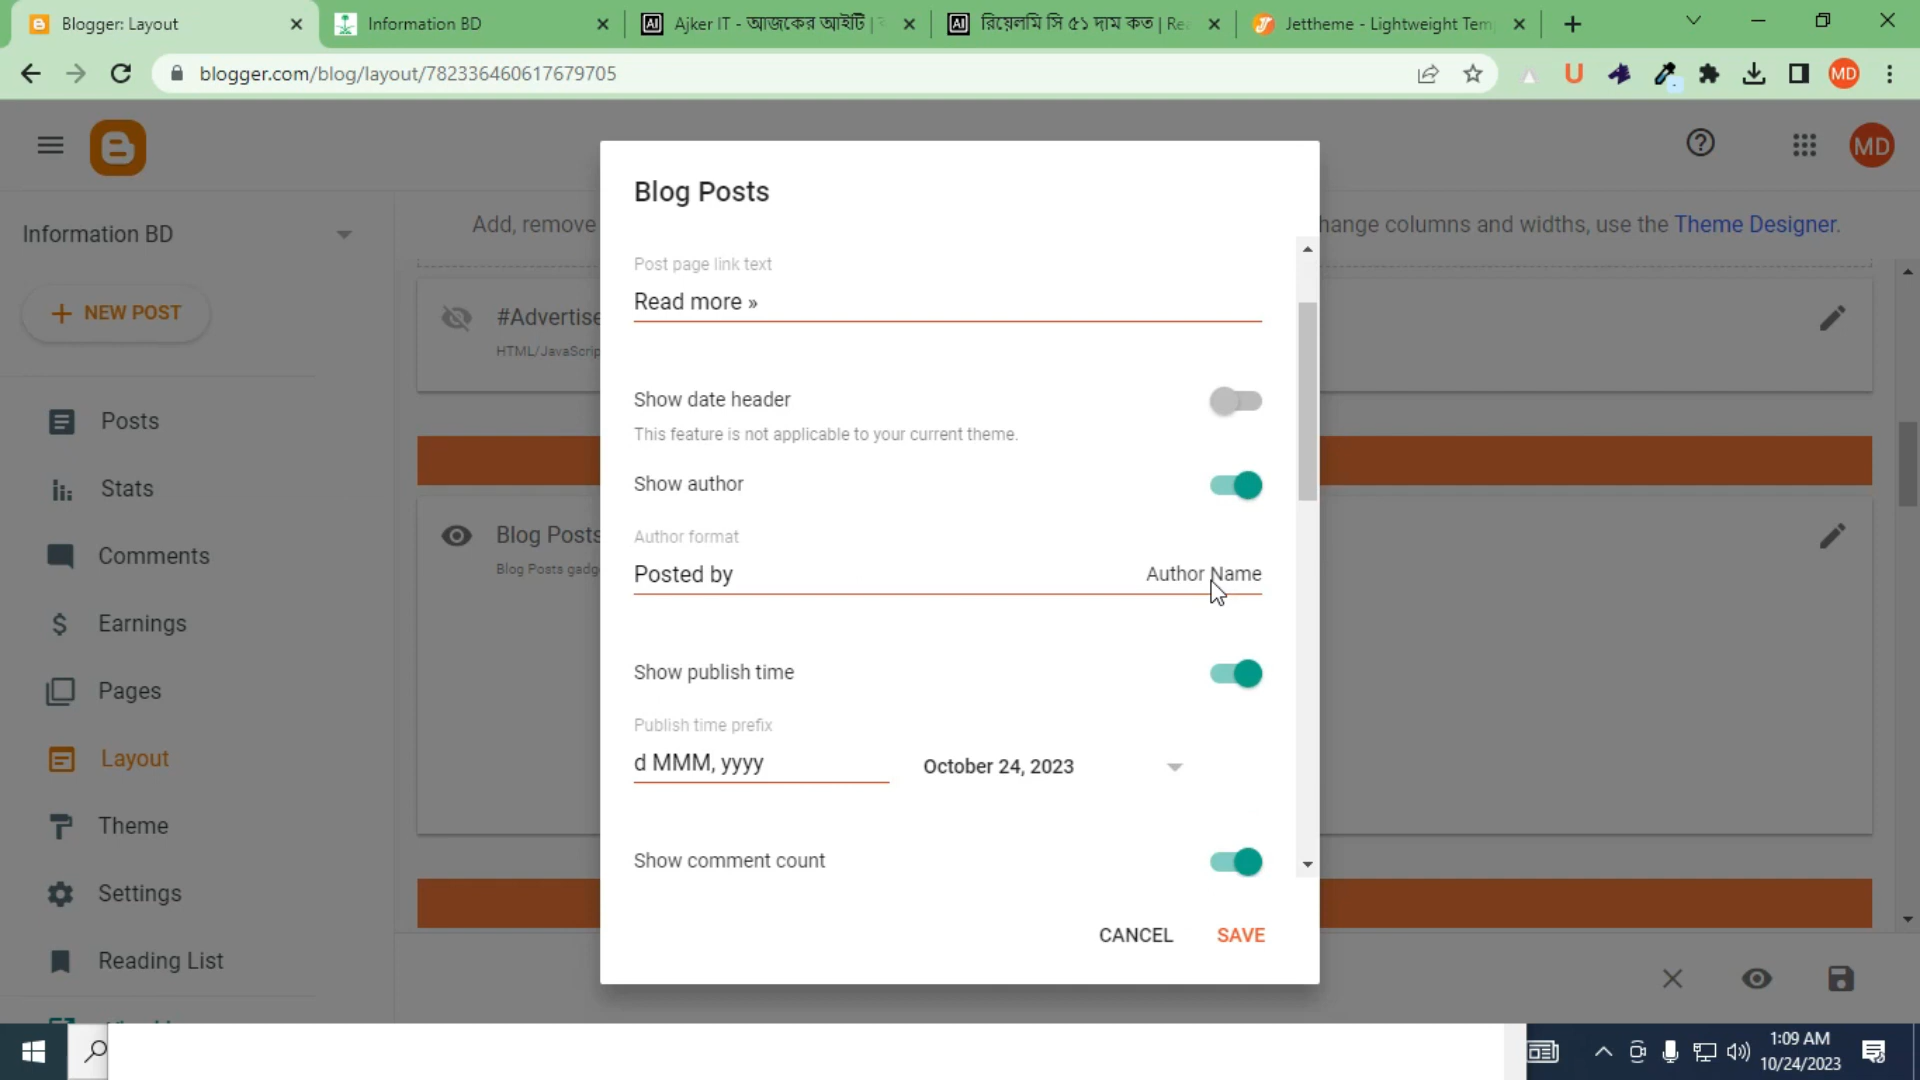 Blogger: Layout
Information BD
Ajker IT - আজকের আইটি |
রিয়েলমি সি ৫১ দাম কত | Re
Jettheme - Lightweight Tem
blogger.com/blog/layout/782336460617679705
U
MD
MD
Information BD
Add, remove
hange columns and widths, use the Theme Designer.
NEW POST
#Advertise
HTML/JavaScrip
Posts
Stats
Comments
Earnings
Pages
Layout
Theme
Settings
Reading List
Blog Posts
Blog Posts gadg
Blog Posts
Post page link text
Read more »
Show date header
This feature is not applicable to your current theme.
Show author
Author format
Posted by
Author Name
Show publish time
Publish time prefix
d MMM, yyyy
October 24, 2023
Show comment count
CANCEL
SAVE
1:09 AM
10/24/2023